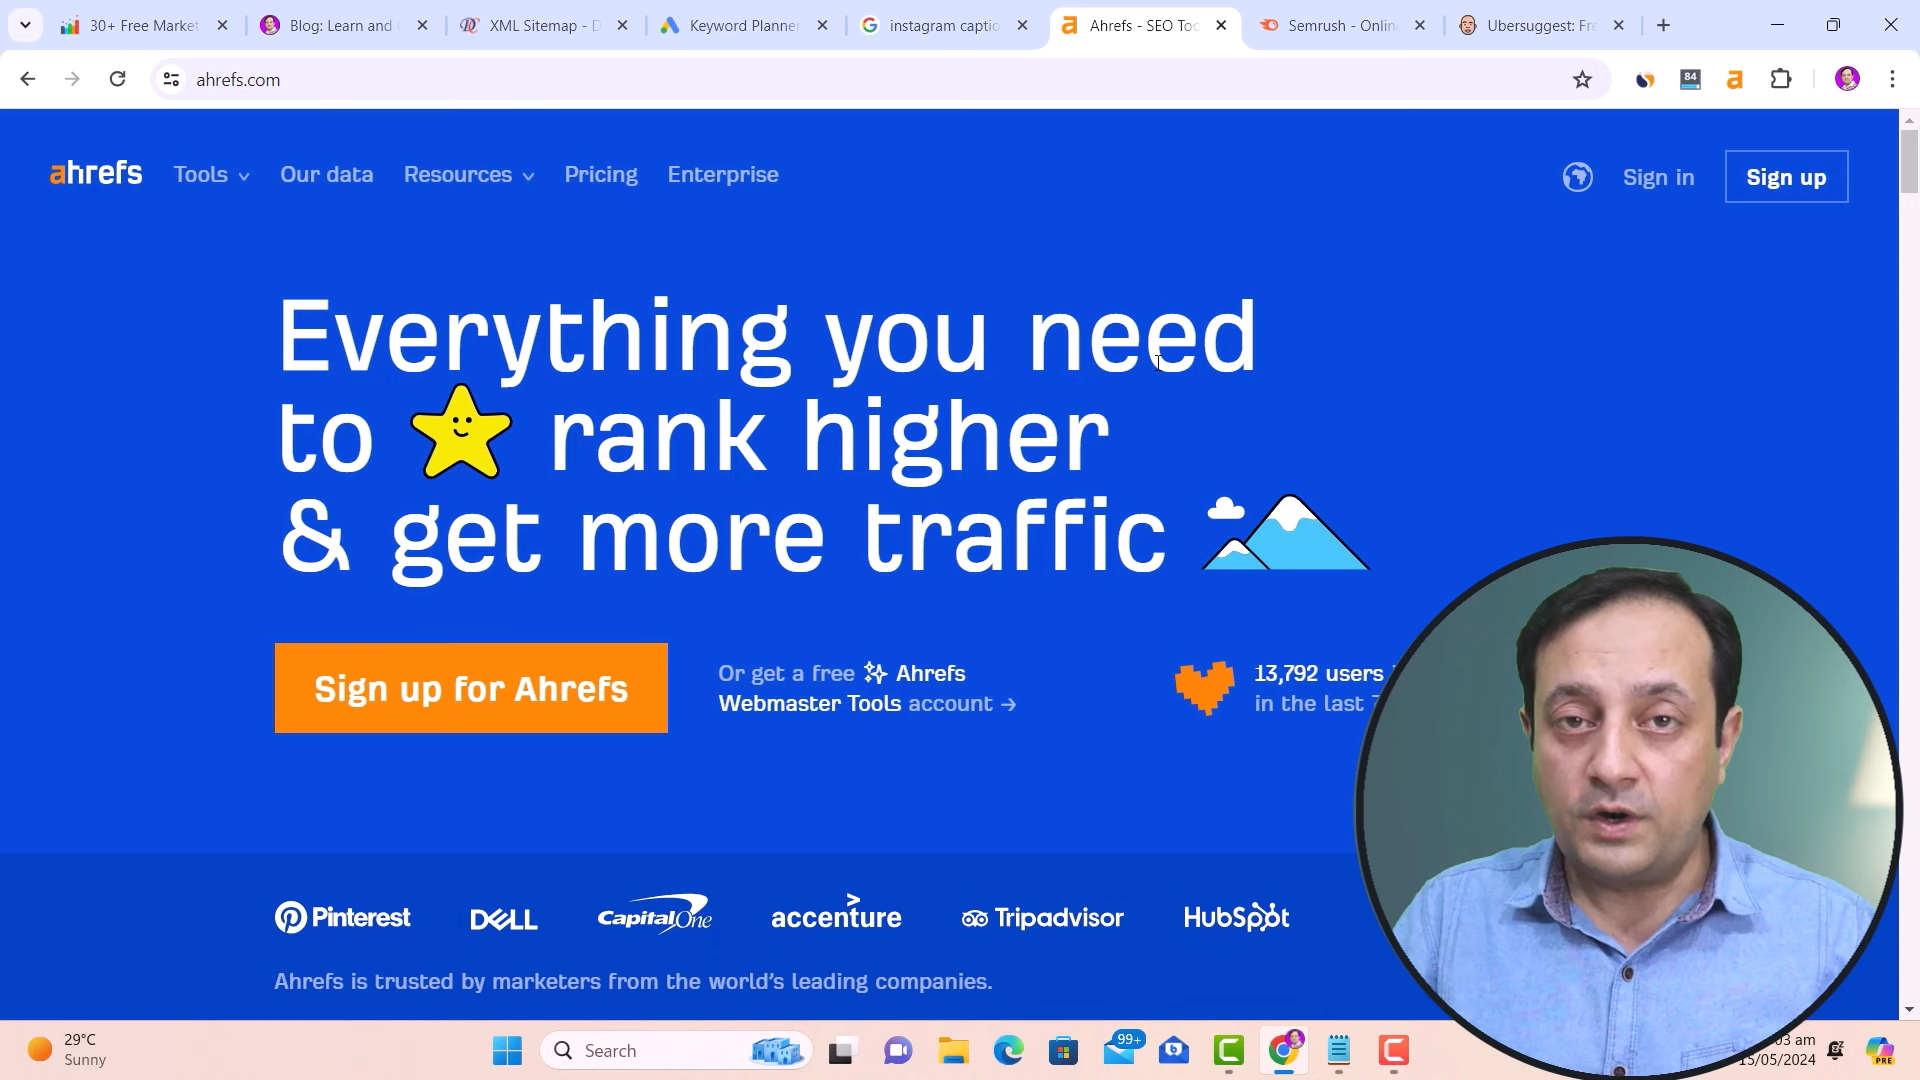 30+ Free Market
Blog: Learn and
XML Sitemap - D
Keyword Planner
instagram captio
Ahrefs - SEO Too
Semrush - Onlin
Ubersuggest: Fre
ahrefs.com
84
ahrefs
Tools
Our data
Resources
Pricing
Enterprise
Sign in
Sign up
Everything you need
to rank higher
& get more traffic
Sign up for Ahrefs
Or get a free Ahrefs
Webmaster Tools account →
13,792 users
in the last
Pinterest
DELL
Capital One
accenture
Tripadvisor
HubSpot
Ahrefs is trusted by marketers from the world's leading companies.
29°C
Sunny
Search
99+
03 am
15/05/2024
PRE